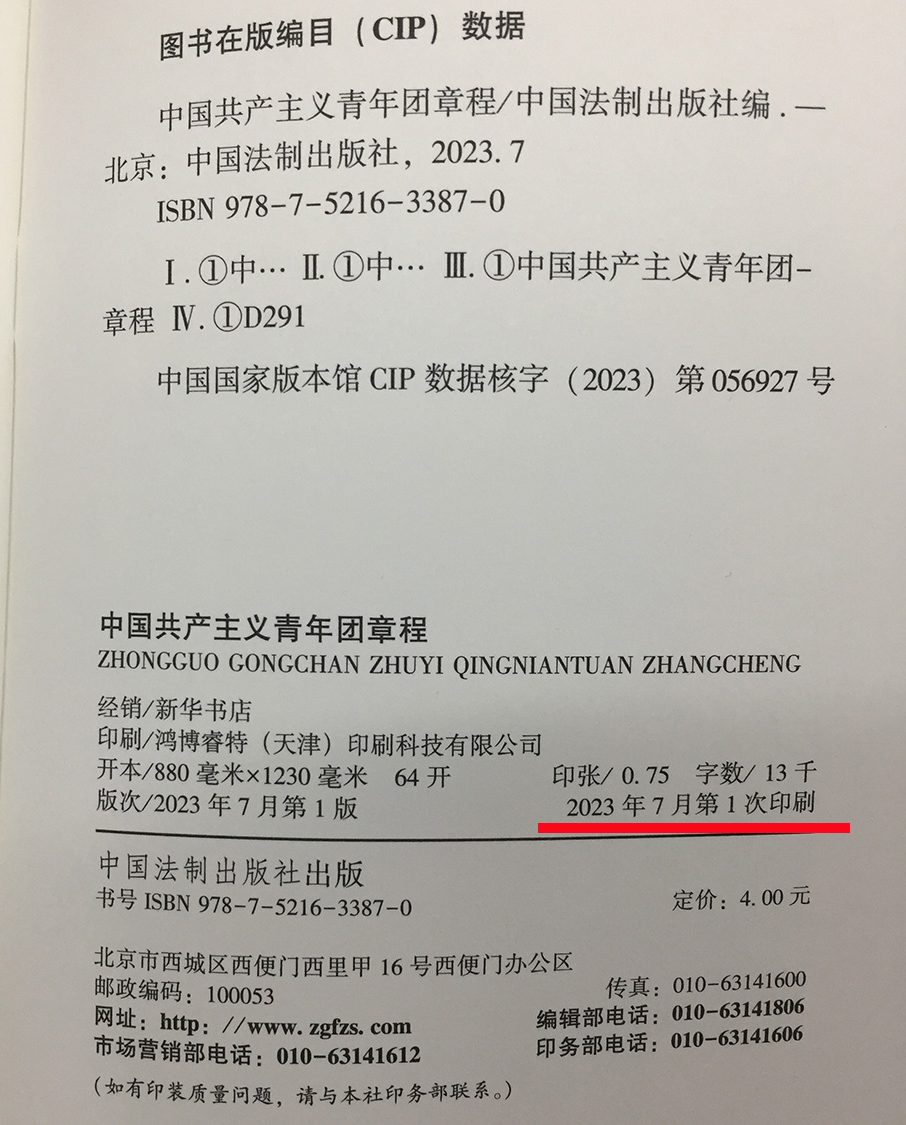 图书在版编目（CIP）数据
中国共产主义青年团章程/中国法制出版社编.—
北京：中国法制出版社，2023.7
ISBN 978-7-5216-3387-0
Ⅰ.①中… Ⅱ.①中… Ⅲ.①中国共产主义青年团-
章程 Ⅳ.①D291
中国国家版本馆 CIP 数据核字（2023）第 056927 号
中国共产主义青年团章程
ZHONGGUO GONGCHAN ZHUYI QINGNIANTUAN ZHANGCHENG
经销/新华书店
印刷/鸿博睿特（天津）印刷科技有限公司
开本/880 毫米×1230 毫米 64 开 印张/ 0.75 字数/ 13 千
版次/2023 年 7 月第 1 版 2023 年 7 月第 1 次印刷
中国法制出版社出版
书号 ISBN 978-7-5216-3387-0 定价：4.00 元
北京市西城区西便门西里甲 16 号西便门办公区
邮政编码：100053 传真：010-63141600
网址：http：//www.zgfzs.com 编辑部电话：010-63141806
市场营销部电话：010-63141612 印务部电话：010-63141606
（如有印装质量问题，请与本社印务部联系。）